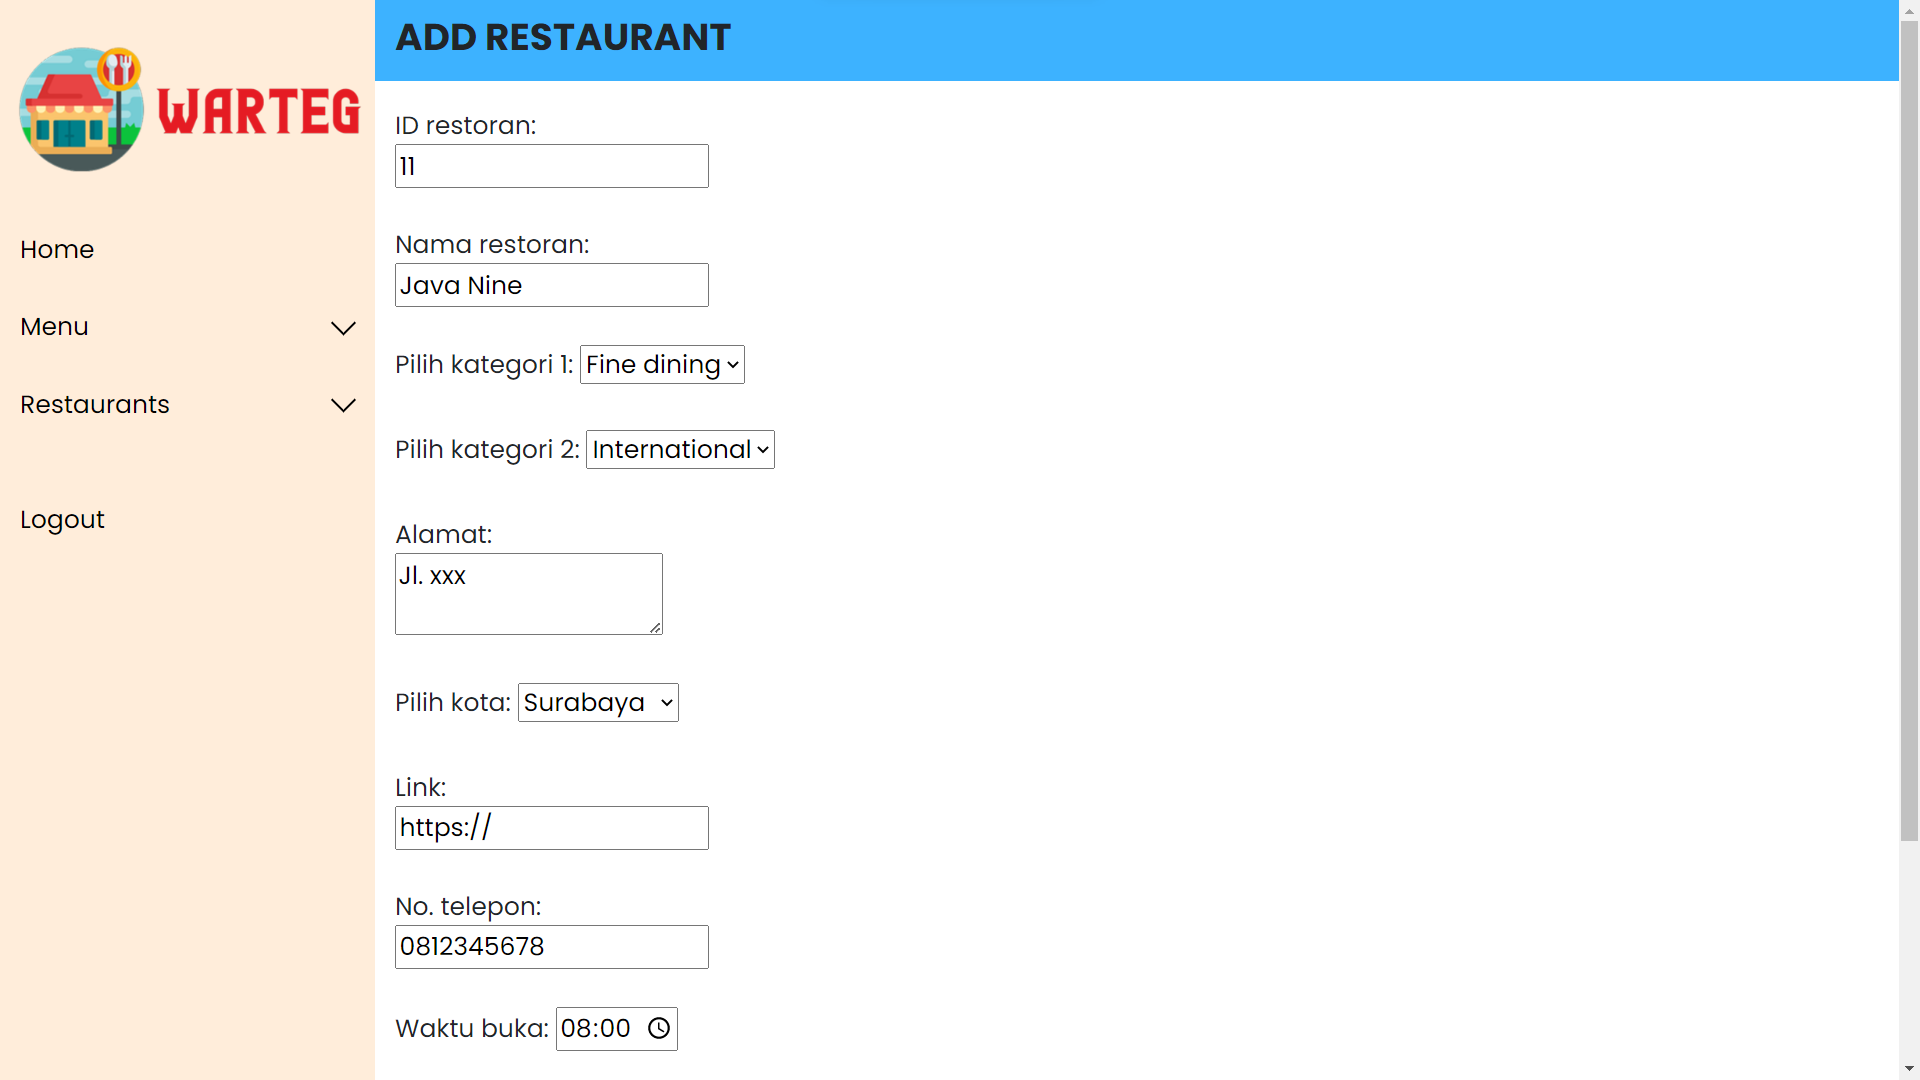 WARTEG
Home
Menu
Restaurants
Logout
ADD RESTAURANT
ID restoran:
11
Nama restoran:
Java Nine
Pilih kategori 1: Fine dining
Pilih kategori 2: International
Alamat:
Jl. xxx
Pilih kota: Surabaya
Link:
https://
No. telepon:
0812345678
Waktu buka: 08:00